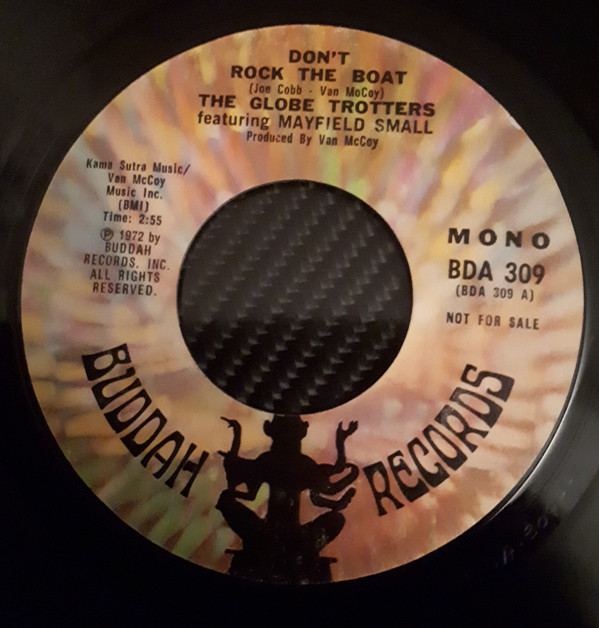 DON'T
ROCK THE BOAT
(Joe Cobb - Van McCoy)
THE GLOBE TROTTERS
featuring MAYFIELD SMALL
Produced By Van McCoy
Kama Sutra Music/
Van McCoy
Music Inc.
(BMI)
Time: 2:55
℗ 1972 by
BUDDAH
RECORDS, INC.
ALL RIGHTS
RESERVED.
MONO
BDA 309
(BDA 309 A)
NOT FOR SALE
BUDDAH RECORDS